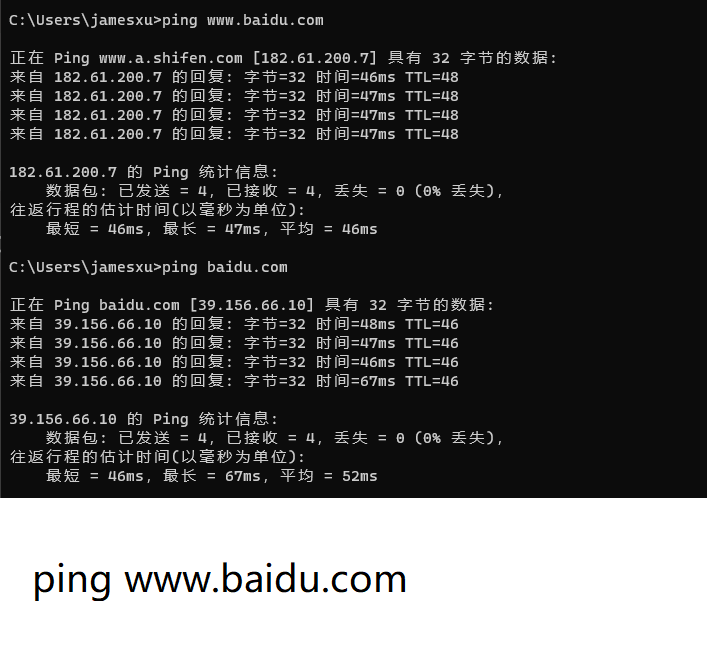 C:\Users\jamesxu>ping www.baidu.com
正在 Ping www.a.shifen.com [182.61.200.7] 具有 32 字节的数据:
来自 182.61.200.7 的回复: 字节=32 时间=46ms TTL=48
来自 182.61.200.7 的回复: 字节=32 时间=47ms TTL=48
来自 182.61.200.7 的回复: 字节=32 时间=47ms TTL=48
来自 182.61.200.7 的回复: 字节=32 时间=47ms TTL=48
182.61.200.7 的 Ping 统计信息:
数据包: 已发送 = 4，已接收 = 4，丢失 = 0 (0% 丢失)，
往返行程的估计时间(以毫秒为单位):
最短 = 46ms，最长 = 47ms，平均 = 46ms
C:\Users\jamesxu>ping baidu.com
正在 Ping baidu.com [39.156.66.10] 具有 32 字节的数据:
来自 39.156.66.10 的回复: 字节=32 时间=48ms TTL=46
来自 39.156.66.10 的回复: 字节=32 时间=47ms TTL=46
来自 39.156.66.10 的回复: 字节=32 时间=46ms TTL=46
来自 39.156.66.10 的回复: 字节=32 时间=67ms TTL=46
39.156.66.10 的 Ping 统计信息:
数据包: 已发送 = 4，已接收 = 4，丢失 = 0 (0% 丢失)，
往返行程的估计时间(以毫秒为单位):
最短 = 46ms，最长 = 67ms，平均 = 52ms
ping www.baidu.com